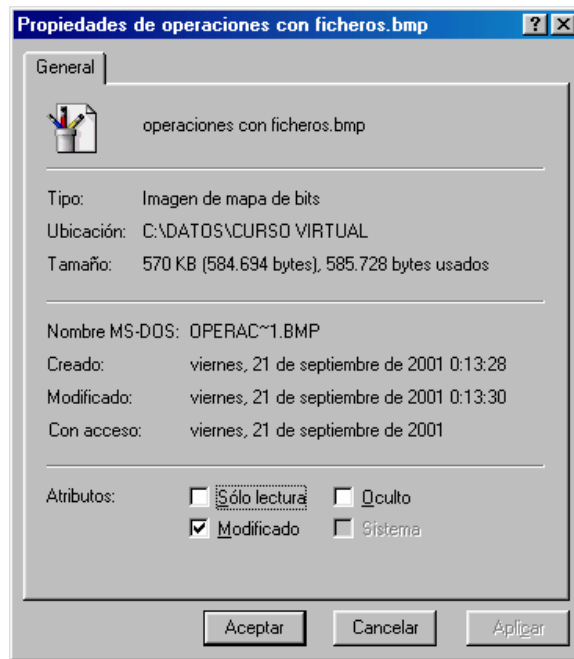 Propiedades de operaciones con ficheros.bmp
General
operaciones con ficheros.bmp
Tipo: Imagen de mapa de bits
Ubicación: C:\DATOS\CURSO VIRTUAL
Tamaño: 570 KB (584.694 bytes), 585.728 bytes usados
Nombre MS-DOS: OPERAC~1.BMP
Creado: viernes, 21 de septiembre de 2001 0:13:28
Modificado: viernes, 21 de septiembre de 2001 0:13:30
Con acceso: viernes, 21 de septiembre de 2001
Atributos: Sólo lectura Oculto
Modificado Sistema
Aceptar Cancelar Aplicar